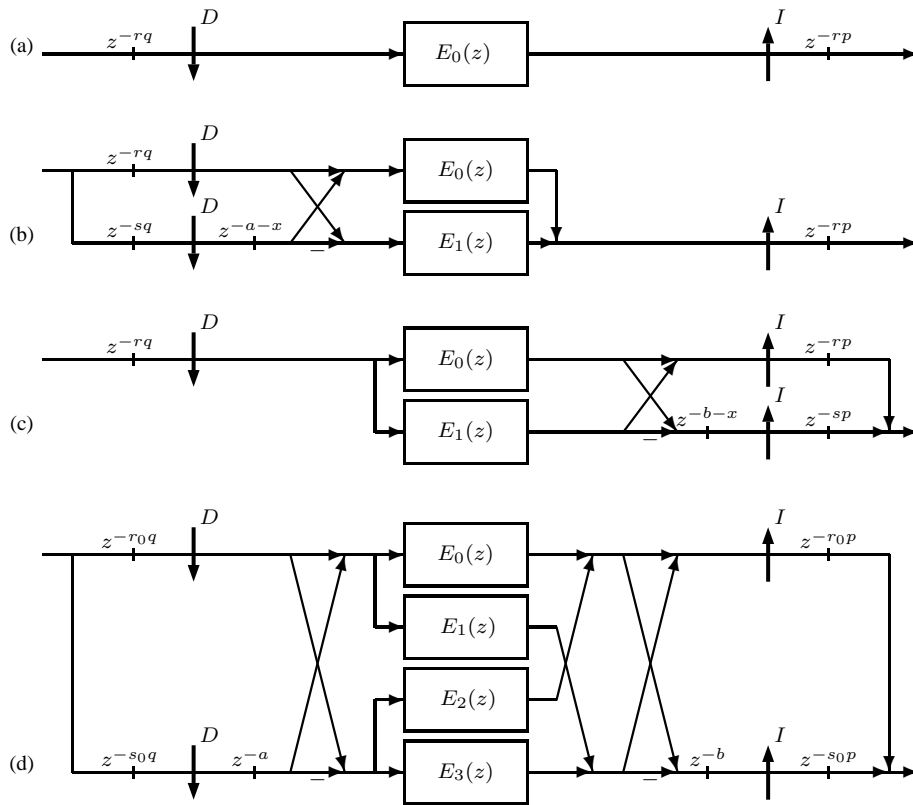 D I
(a) z^{-rq} E_0(z) z^{-rp}
D
z^{-rq} E_0(z)
D I
(b) z^{-sq} z^{-a-x} − E_1(z) z^{-rp}
D I
z^{-rq} E_0(z) z^{-rp}
I
(c) E_1(z) − z^{-b-x} z^{-sp}
D I
z^{-r_0q} E_0(z) z^{-r_0p}
E_1(z)
E_2(z)
D I
(d) z^{-s_0q} z^{-a} − E_3(z) − z^{-b} z^{-s_0p}